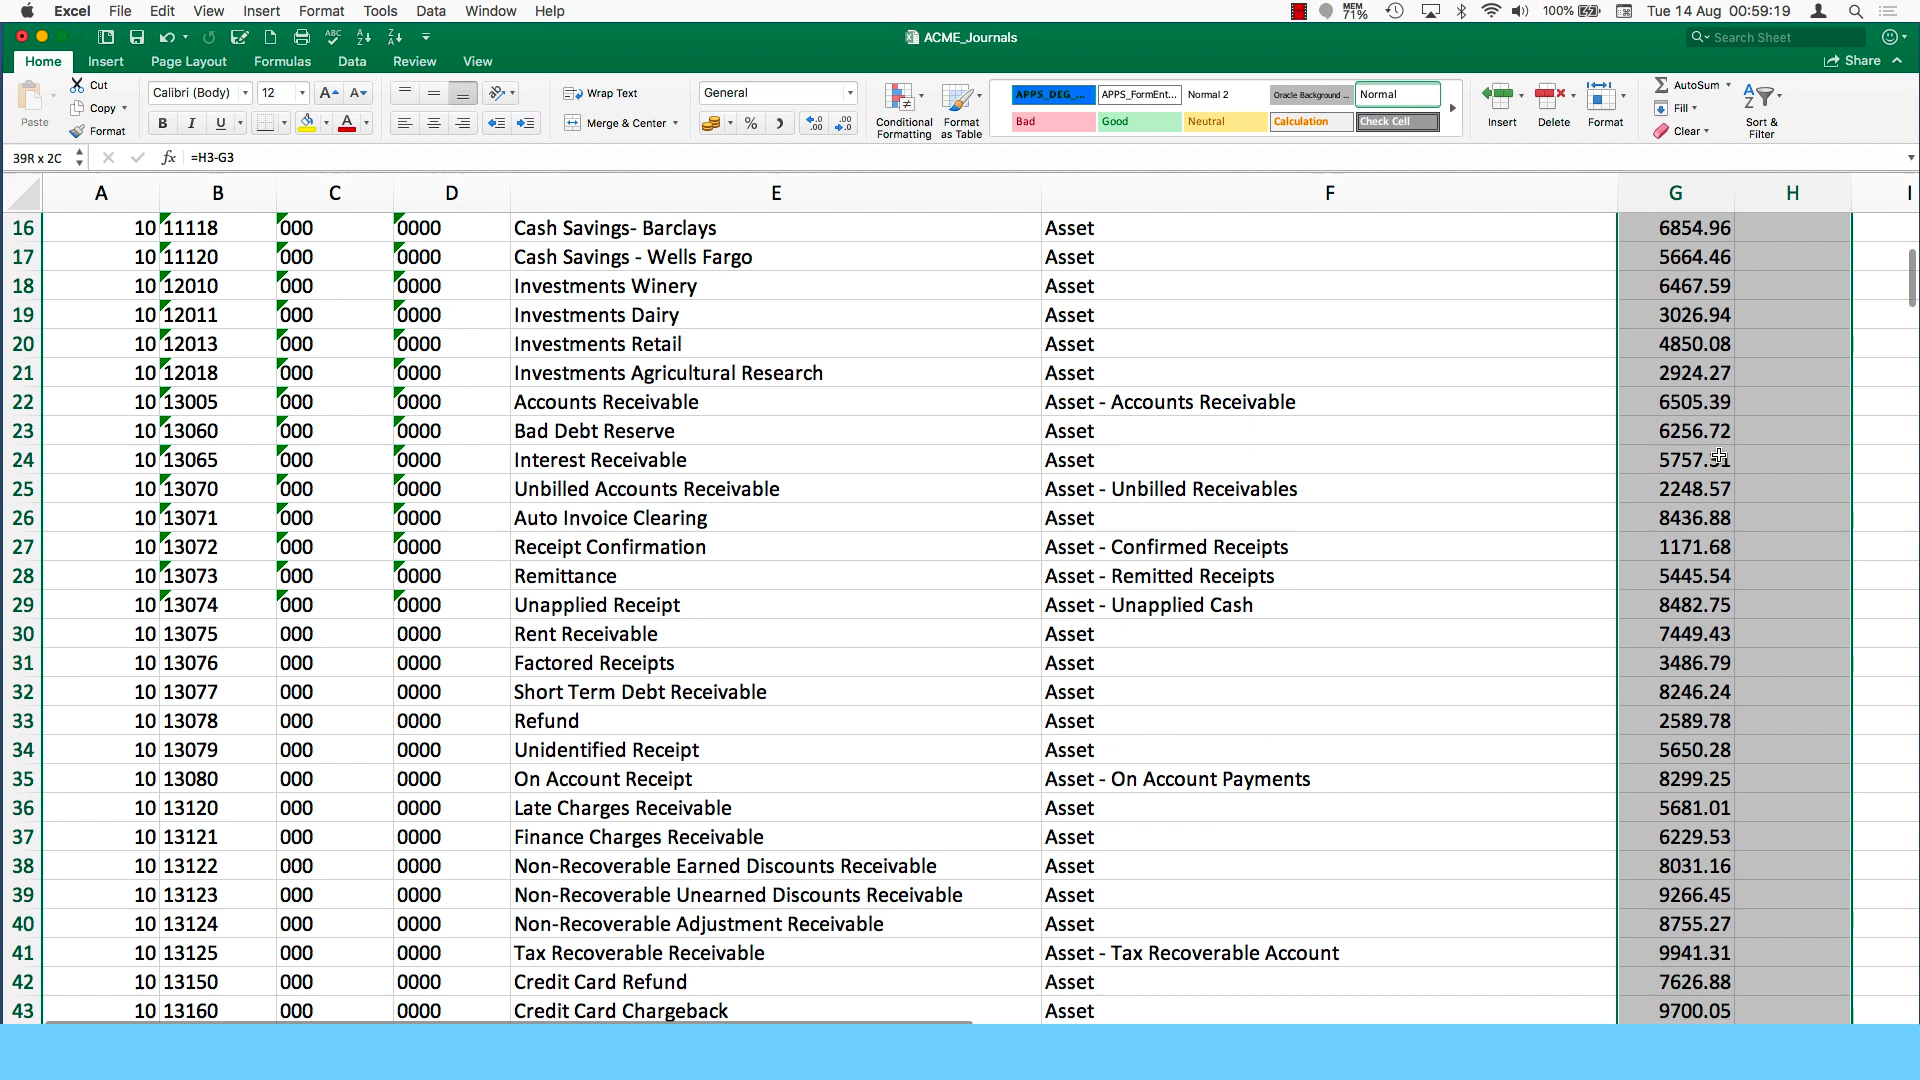 Excel File Edit View Insert Format Tools Data Window Help MEM 71% 100% Tue 14 Aug 00:59:19
ACME_Journals Search Sheet
Home Insert Page Layout Formulas Data Review View Share
Paste Cut Copy Format
Calibri (Body) 12 A A B I U A
Wrap Text Merge & Center
General % .00
Conditional Formatting Format as Table
APPS_DEG_... APPS_FormEnt... Normal 2 Oracle Background ... Normal
Bad Good Neutral Calculation Check Cell
Insert Delete Format
AutoSum Fill Clear Sort & Filter
39R x 2C fx =H3-G3
A B C D E F G H I
16 10 11118 000 0000 Cash Savings- Barclays Asset 6854.96
17 10 11120 000 0000 Cash Savings - Wells Fargo Asset 5664.46
18 10 12010 000 0000 Investments Winery Asset 6467.59
19 10 12011 000 0000 Investments Dairy Asset 3026.94
20 10 12013 000 0000 Investments Retail Asset 4850.08
21 10 12018 000 0000 Investments Agricultural Research Asset 2924.27
22 10 13005 000 0000 Accounts Receivable Asset - Accounts Receivable 6505.39
23 10 13060 000 0000 Bad Debt Reserve Asset 6256.72
24 10 13065 000 0000 Interest Receivable Asset
25 10 13070 000 0000 Unbilled Accounts Receivable Asset - Unbilled Receivables 2248.57
26 10 13071 000 0000 Auto Invoice Clearing Asset 8436.88
27 10 13072 000 0000 Receipt Confirmation Asset - Confirmed Receipts 1171.68
28 10 13073 000 0000 Remittance Asset - Remitted Receipts 5445.54
29 10 13074 000 0000 Unapplied Receipt Asset - Unapplied Cash 8482.75
30 10 13075 000 0000 Rent Receivable Asset 7449.43
31 10 13076 000 0000 Factored Receipts Asset 3486.79
32 10 13077 000 0000 Short Term Debt Receivable Asset 8246.24
33 10 13078 000 0000 Refund Asset 2589.78
34 10 13079 000 0000 Unidentified Receipt Asset 5650.28
35 10 13080 000 0000 On Account Receipt Asset - On Account Payments 8299.25
36 10 13120 000 0000 Late Charges Receivable Asset 5681.01
37 10 13121 000 0000 Finance Charges Receivable Asset 6229.53
38 10 13122 000 0000 Non-Recoverable Earned Discounts Receivable Asset 8031.16
39 10 13123 000 0000 Non-Recoverable Unearned Discounts Receivable Asset 9266.45
40 10 13124 000 0000 Non-Recoverable Adjustment Receivable Asset 8755.27
41 10 13125 000 0000 Tax Recoverable Receivable Asset - Tax Recoverable Account 9941.31
42 10 13150 000 0000 Credit Card Refund Asset 7626.88
43 10 13160 000 0000 Credit Card Chargeback Asset 9700.05